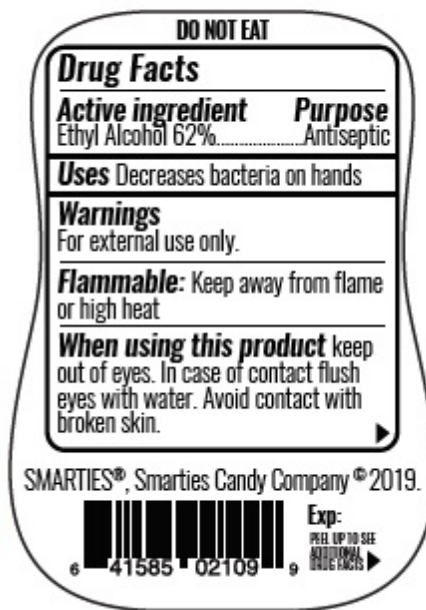 DO NOT EAT
Drug Facts
Active ingredient Purpose
Ethyl Alcohol 62%......................Antiseptic
Uses Decreases bacteria on hands
Warnings
For external use only.
Flammable: Keep away from flame
or high heat
When using this product keep
out of eyes. In case of contact flush
eyes with water. Avoid contact with
broken skin.
SMARTIES®, Smarties Candy Company © 2019.
Exp:
PEEL UP TO SEE
ADDITIONAL
DRUG FACTS
6 41585 02109 9